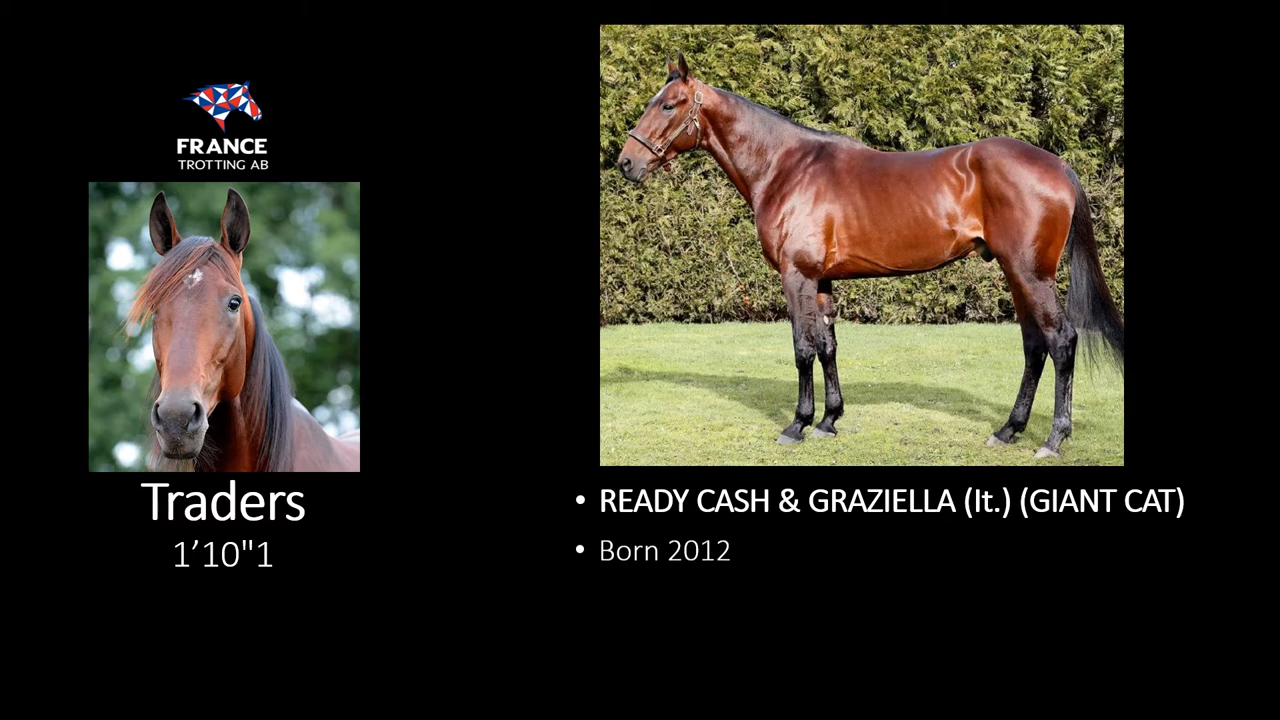 FRANCE
TROTTING AB
Traders
1’10"1
• READY CASH & GRAZIELLA (It.) (GIANT CAT)
• Born 2012